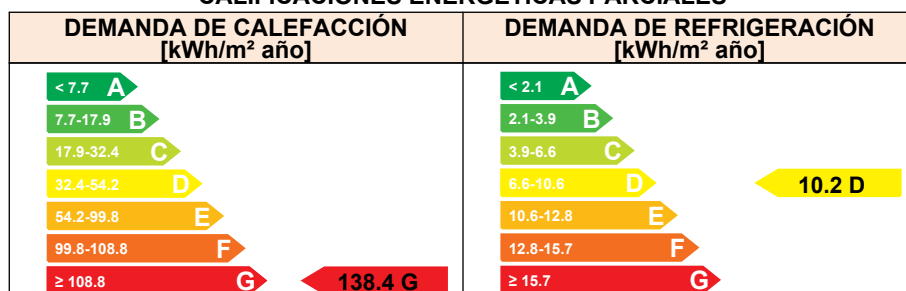 CALIFICACIONES ENERGÉTICAS PARCIALES
DEMANDA DE CALEFACCIÓN
[kWh/m² año]
< 7.7 A
7.7-17.9 B
17.9-32.4 C
32.4-54.2 D
54.2-99.8 E
99.8-108.8 F
≥ 108.8 G
138.4 G
DEMANDA DE REFRIGERACIÓN
[kWh/m² año]
< 2.1 A
2.1-3.9 B
3.9-6.6 C
6.6-10.6 D
10.2 D
10.6-12.8 E
12.8-15.7 F
≥ 15.7 G